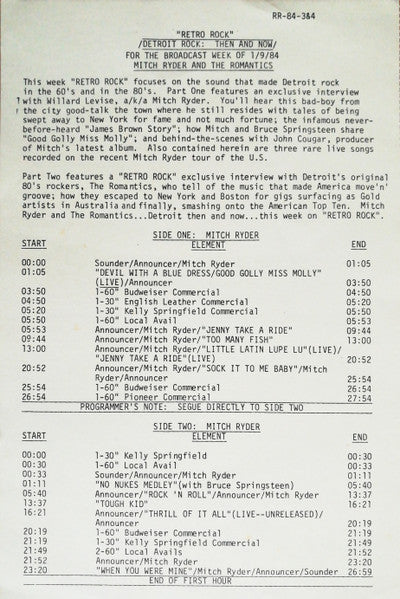 RR-84-3&4
"RETRO ROCK"
/DETROIT ROCK: THEN AND NOW/
FOR THE BROADCAST WEEK OF 1/9/84
MITCH RYDER AND THE ROMANTICS
This week "RETRO ROCK" focuses on the sound that made Detroit rock
in the 60's and in the 80's. Part One features an exclusive interview
with Willard Levise, a/k/a Mitch Ryder. You'll hear this bad-boy from
the city good-talk the town where he still resides with tales of being
swept away to New York for fame and not much fortune; the infamous never-
before-heard "James Brown Story"; how Mitch and Bruce Springsteen share
"Good Golly Miss Molly"; and behind-the-scenes with John Cougar, producer
of Mitch's latest album. Also contained herein are three rare live songs
recorded on the recent Mitch Ryder tour of the U.S.
Part Two features a "RETRO ROCK" exclusive interview with Detroit's original
80's rockers, The Romantics, who tell of the music that made America move'n'
groove; how they escaped to New York and Boston for gigs surfacing as Gold
artists in Australia and finally, smashing onto the American Top Ten. Mitch
Ryder and The Romantics...Detroit then and now...this week on "RETRO ROCK".
SIDE ONE: MITCH RYDER
START ELEMENT END
00:00 Sounder/Announcer/Mitch Ryder 01:05
01:05 "DEVIL WITH A BLUE DRESS/GOOD GOLLY MISS MOLLY"
(LIVE)/Announcer 03:50
03:50 1-60" Budweiser Commercial 04:50
04:50 1-30" English Leather Commercial 05:20
05:20 1-30" Kelly Springfield Commercial 05:50
05:50 1-60" Local Avail 05:53
05:53 Announcer/Mitch Ryder/"JENNY TAKE A RIDE" 09:44
09:44 Announcer/Mitch Ryder/"TOO MANY FISH" 13:00
13:00 Announcer/Mitch Ryder/"LITTLE LATIN LUPE LU"(LIVE)/
"JENNY TAKE A RIDE"(LIVE) 20:52
20:52 Announcer/Mitch Ryder/"SOCK IT TO ME BABY"/Mitch
Ryder/Announcer 25:54
25:54 1-60" Budweiser Commercial 26:54
26:54 1-60" Pioneer Commercial 27:54
PROGRAMMER'S NOTE: SEGUE DIRECTLY TO SIDE TWO
SIDE TWO: MITCH RYDER
START ELEMENT END
00:00 1-30" Kelly Springfield 00:30
00:30 1-60" Local Avail 00:33
00:33 Sounder/Announcer/Mitch Ryder 01:11
01:11 "NO NUKES MEDLEY"(with Bruce Springsteen) 05:40
05:40 Announcer/"ROCK 'N ROLL"/Announcer/Mitch Ryder 13:37
13:37 "TOUGH KID" 16:21
16:21 Announcer/"THRILL OF IT ALL"(LIVE--UNRELEASED)/
Announcer 20:19
20:19 1-60" Budweiser Commercial 21:19
21:19 1-30" Kelly Springfield Commercial 21:49
21:49 2-60" Local Avails 21:52
21:52 Announcer/Mitch Ryder 23:20
23:20 "WHEN YOU WERE MINE"/Mitch Ryder/Announcer/Sounder 26:59
END OF FIRST HOUR